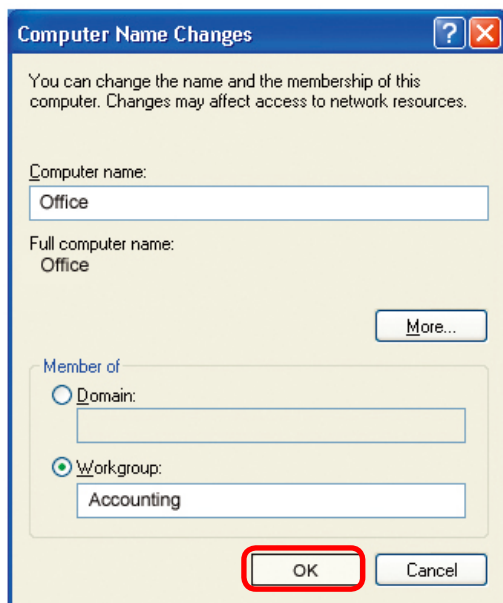 Computer Name Changes
?
You can change the name and the membership of this
computer. Changes may affect access to network resources.
Computer name:
Office
Full computer name:
Office
More...
Member of
Domain:
Workgroup:
Accounting
OK Cancel